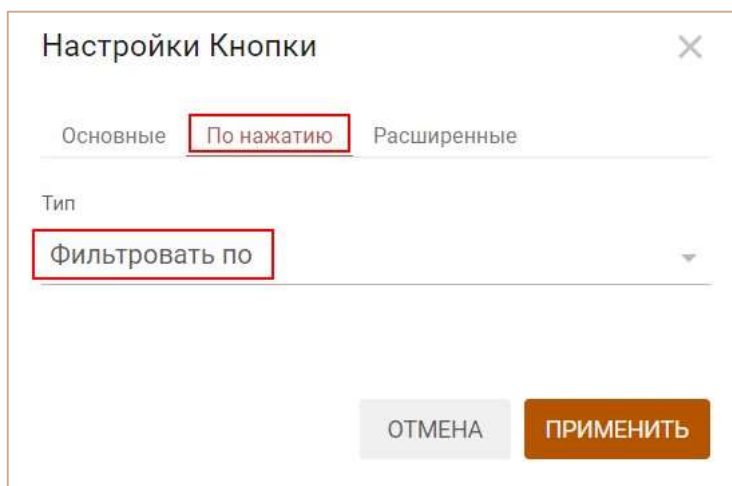 Настройки Кнопки
Основные По нажатию Расширенные
Тип
Фильтровать по
ОТМЕНА ПРИМЕНИТЬ